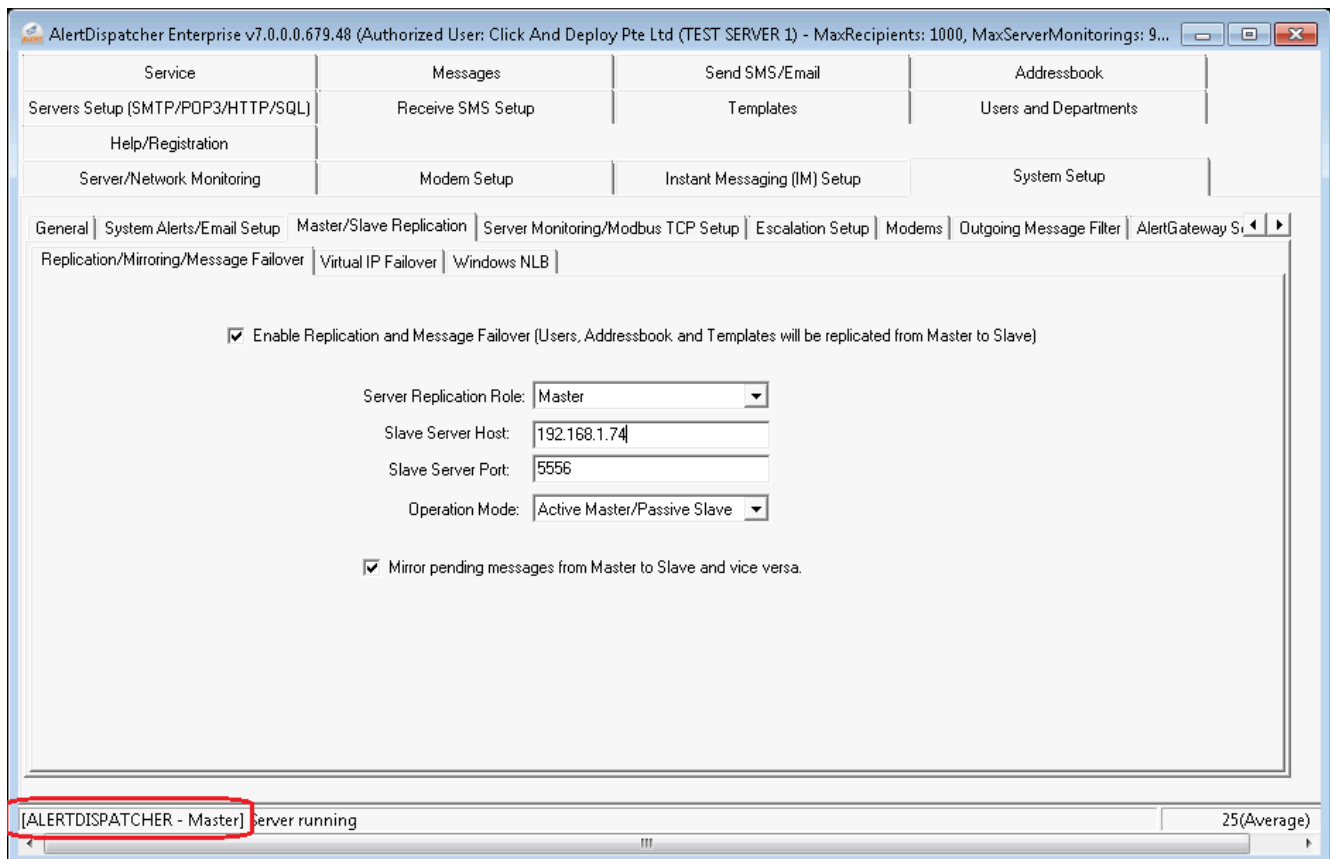 AlertDispatcher Enterprise v7.0.0.0.679.48 (Authorized User: Click And Deploy Pte Ltd (TEST SERVER 1) - MaxRecipients: 1000, MaxServerMonitorings: 9...
Service Messages Send SMS/Email Addressbook
Servers Setup (SMTP/POP3/HTTP/SQL) Receive SMS Setup Templates Users and Departments
Help/Registration
Server/Network Monitoring Modem Setup Instant Messaging (IM) Setup System Setup
General System Alerts/Email Setup Master/Slave Replication Server Monitoring/Modbus TCP Setup Escalation Setup Modems Outgoing Message Filter AlertGateway S
Replication/Mirroring/Message Failover Virtual IP Failover Windows NLB
Enable Replication and Message Failover (Users, Addressbook and Templates will be replicated from Master to Slave)
Server Replication Role: Master
Slave Server Host: 192.168.1.74
Slave Server Port: 5556
Operation Mode: Active Master/Passive Slave
Mirror pending messages from Master to Slave and vice versa.
[ALERTDISPATCHER - Master] Server running 25(Average)